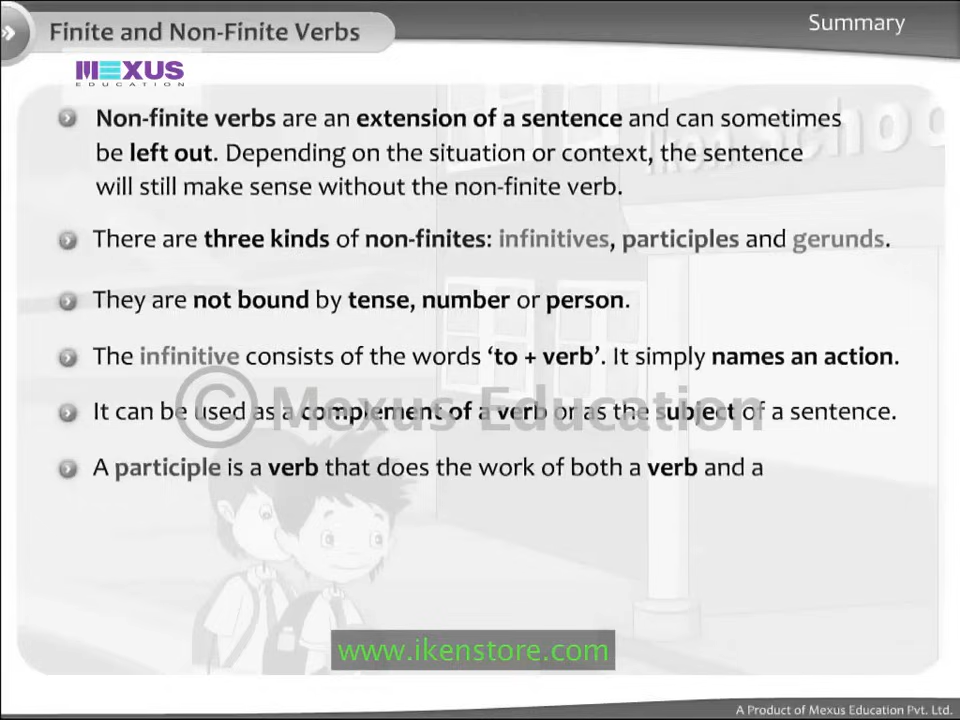 Finite and Non-Finite Verbs
Summary
MEXUS
EDUCATION
Non-finite verbs are an extension of a sentence and can sometimes
be left out. Depending on the situation or context, the sentence
will still make sense without the non-finite verb.
There are three kinds of non-finites: infinitives, participles and gerunds.
They are not bound by tense, number or person.
The infinitive consists of the words ‘to + verb’. It simply names an action.
© Mexus Education
It can be used as a complement of a verb or as the subject of a sentence.
A participle is a verb that does the work of both a verb and a
www.ikenstore.com
A Product of Mexus Education Pvt. Ltd.